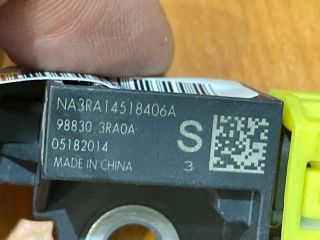 NA3RA14518406A
98830 3RA0A
S
05182014
MADE IN CHINA
3